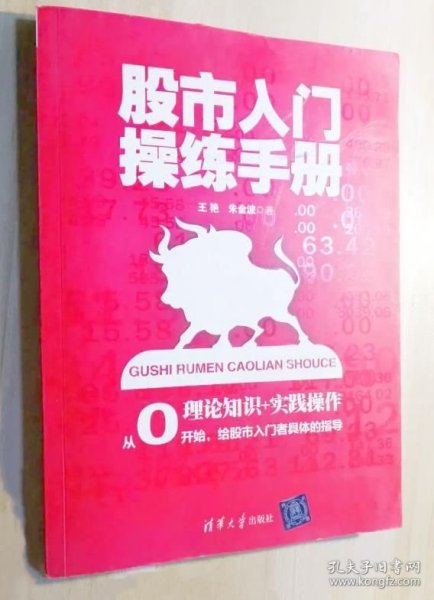 股市入门
操练手册
王艳 朱金波◎著
GUSHI RUMEN CAOLIAN SHOUCE
理论知识+实践操作
从0开始，给股市入门者具体的指导
清华大学出版社
孔夫子旧书网
www.kongfz.com